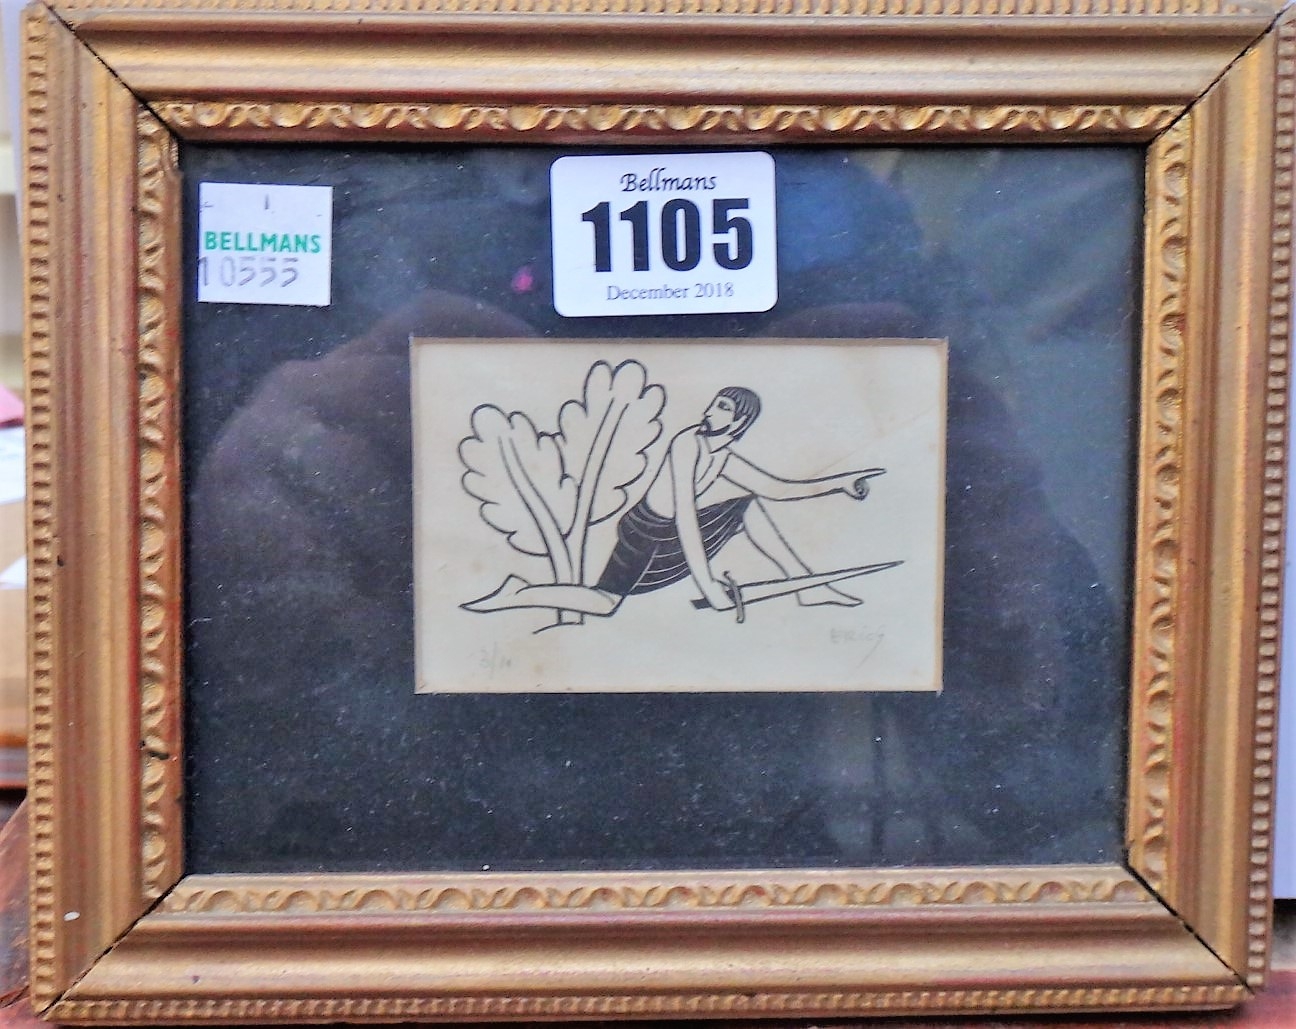 BELLMANS
10555
Bellmans
1105
December 2018